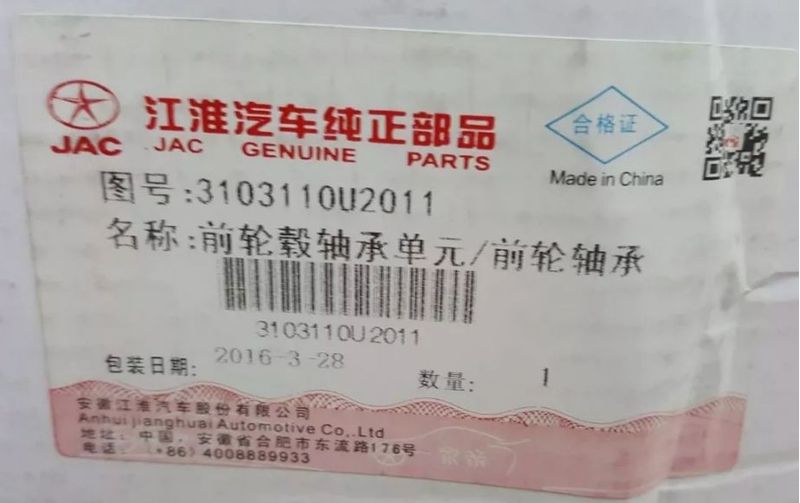 江淮汽车纯正部品
JAC JAC GENUINE PARTS
合格证
Made in China
图号:3103110U2011
名称:前轮毂轴承单元/前轮轴承
3103110U2011
包装日期: 2016-3-28
数量: 1
安徽江淮汽车股份有限公司
Anhui jianghuai Automotive Co,.Ltd
地址: 中国，安徽省合肥市东流路176号
电话: (+86) 4008889933